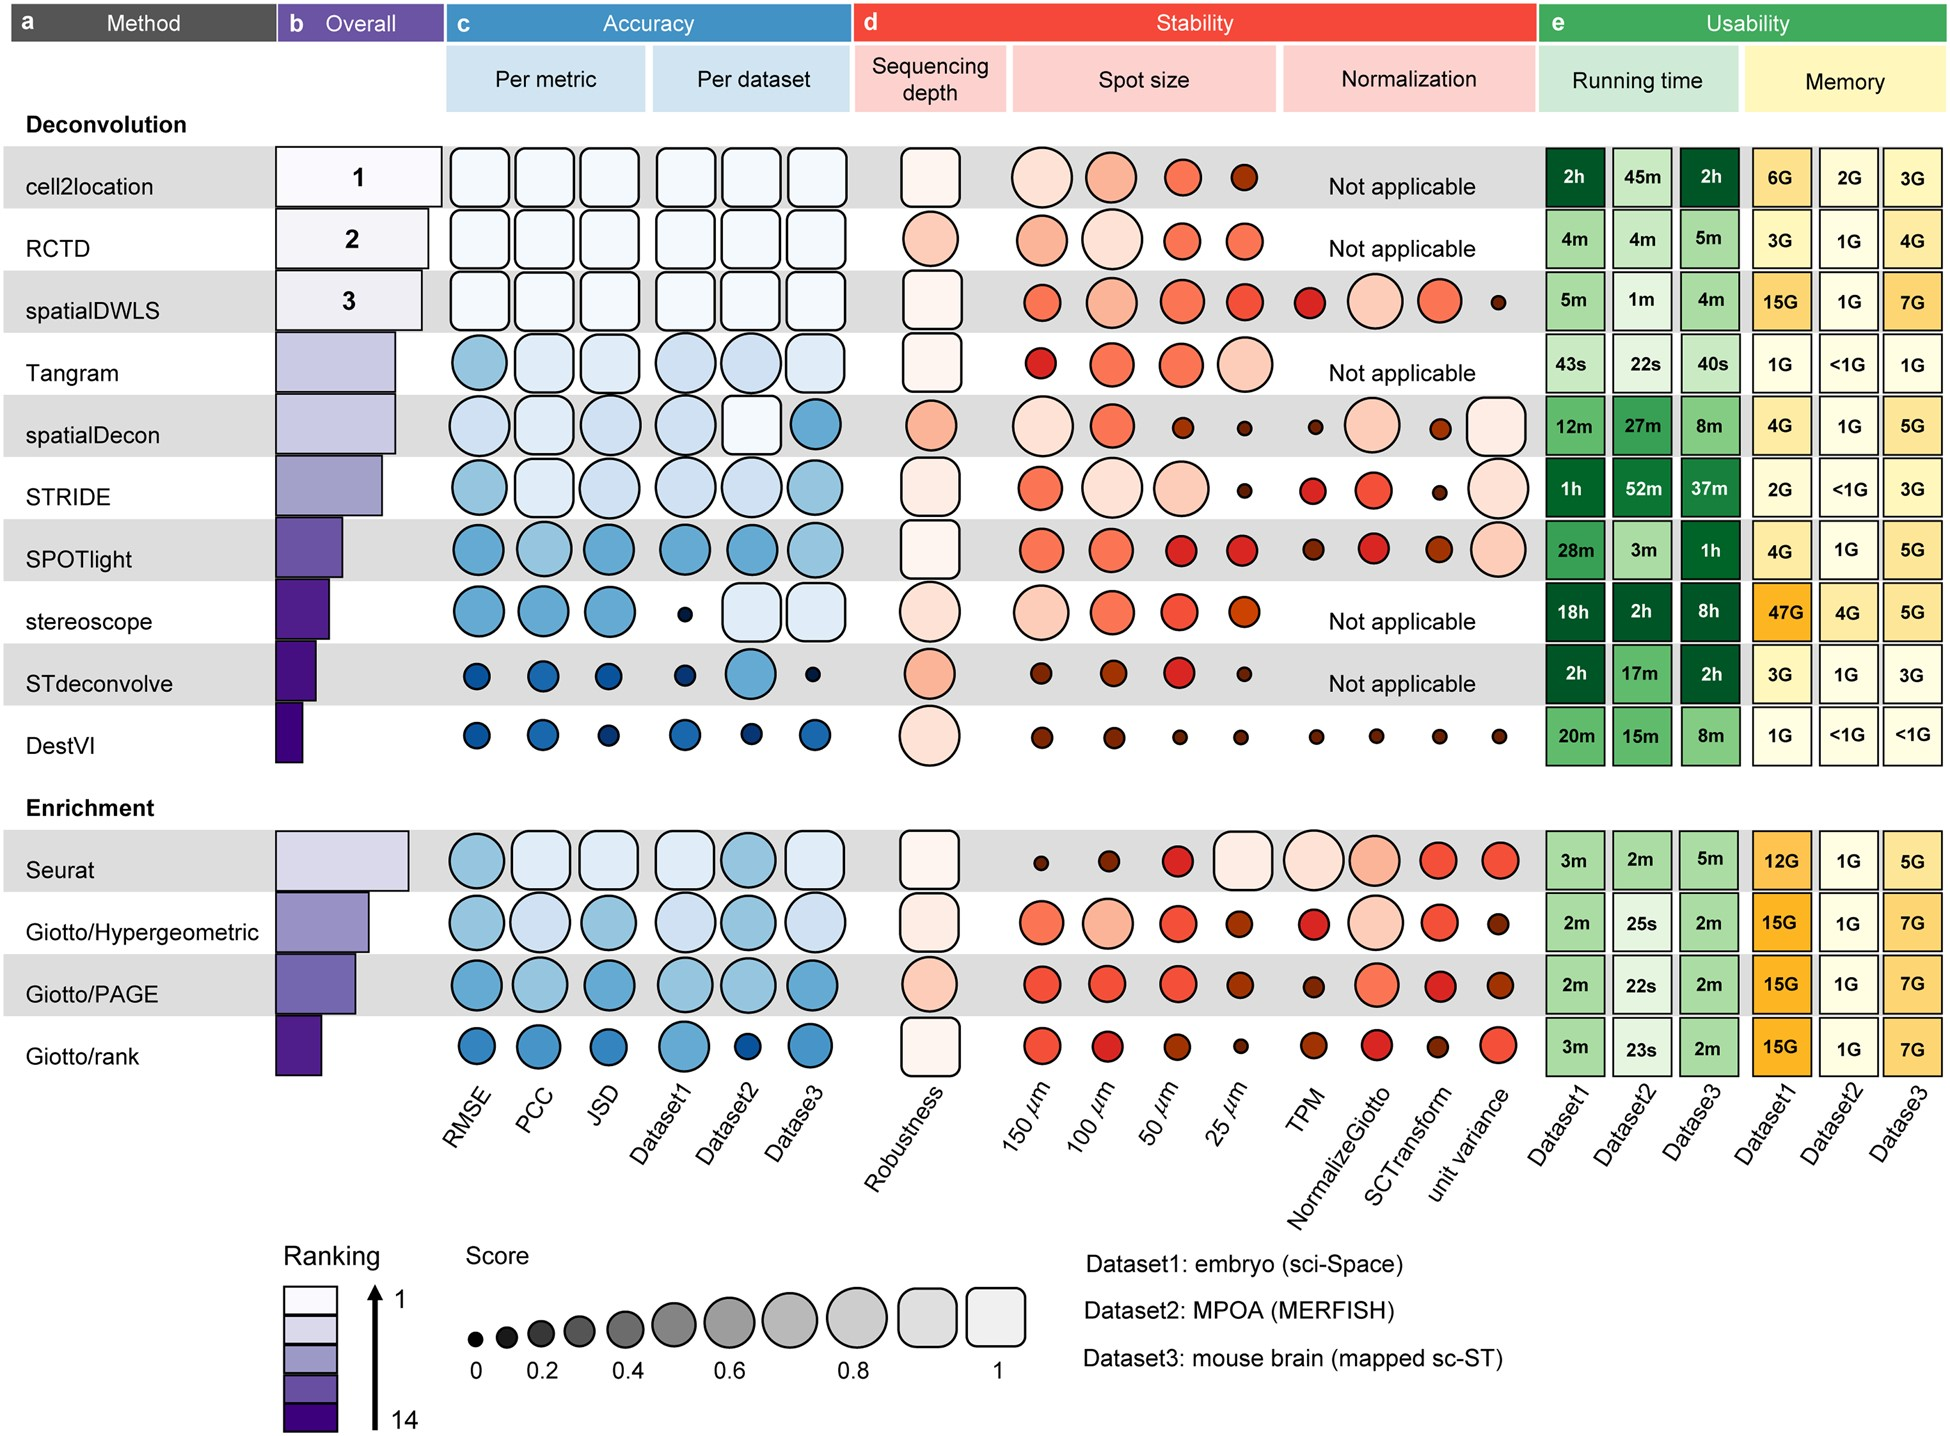 a Method b Overall c Accuracy d Stability e Usability
Per metric Per dataset Sequencing depth Spot size Normalization Running time Memory
Deconvolution
cell2location 1 Not applicable 2h 45m 2h 6G 2G 3G
RCTD 2 Not applicable 4m 4m 5m 3G 1G 4G
spatialDWLS 3 5m 1m 4m 15G 1G 7G
Tangram Not applicable 43s 22s 40s 1G <1G 1G
spatialDecon 12m 27m 8m 4G 1G 5G
STRIDE 1h 52m 37m 2G <1G 3G
SPOTlight 28m 3m 1h 4G 1G 5G
stereoscope Not applicable 18h 2h 8h 47G 4G 5G
STdeconvolve Not applicable 2h 17m 2h 3G 1G 3G
DestVI 20m 15m 8m 1G <1G <1G
Enrichment
Seurat 3m 2m 5m 12G 1G 5G
Giotto/Hypergeometric 2m 25s 2m 15G 1G 7G
Giotto/PAGE 2m 22s 2m 15G 1G 7G
Giotto/rank 3m 23s 2m 15G 1G 7G
RMSE PCC JSD Dataset1 Dataset2 Datase3 Robustness 150 μm 100 μm 50 μm 25 μm TPM NormalizeGiotto SCTransform unit variance Dataset1 Dataset2 Datase3 Dataset1 Dataset2 Datase3
Ranking
1
14
Score
0 0.2 0.4 0.6 0.8 1
Dataset1: embryo (sci-Space)
Dataset2: MPOA (MERFISH)
Dataset3: mouse brain (mapped sc-ST)